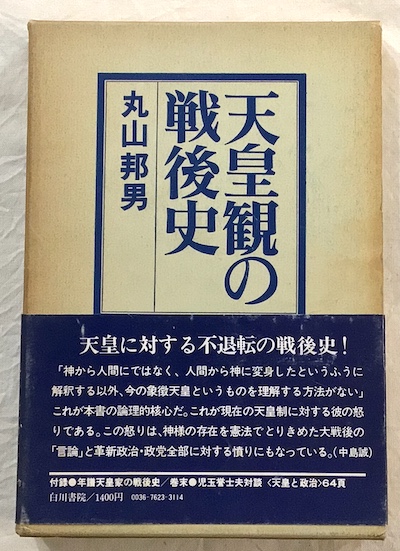 天皇観の
戦後史
丸山邦男
天皇に対する不退転の戦後史！
「神から人間にではなく、人間から神に変身したというふうに
解釈する以外、今の象徴天皇というものを理解する方法がない」
これが本書の論理的核心だ。これが現在の天皇制に対する彼の怒
りである。この怒りは、神様の存在を憲法でとりきめた大戦後の
「言論」と革新政治・政党全部に対する憤りにもなっている。（中島誠）
付録●年譜天皇家の戦後史／巻末●児玉誉士夫対談〈天皇と政治〉64頁
白川書院／1400円 0036-7623-3114